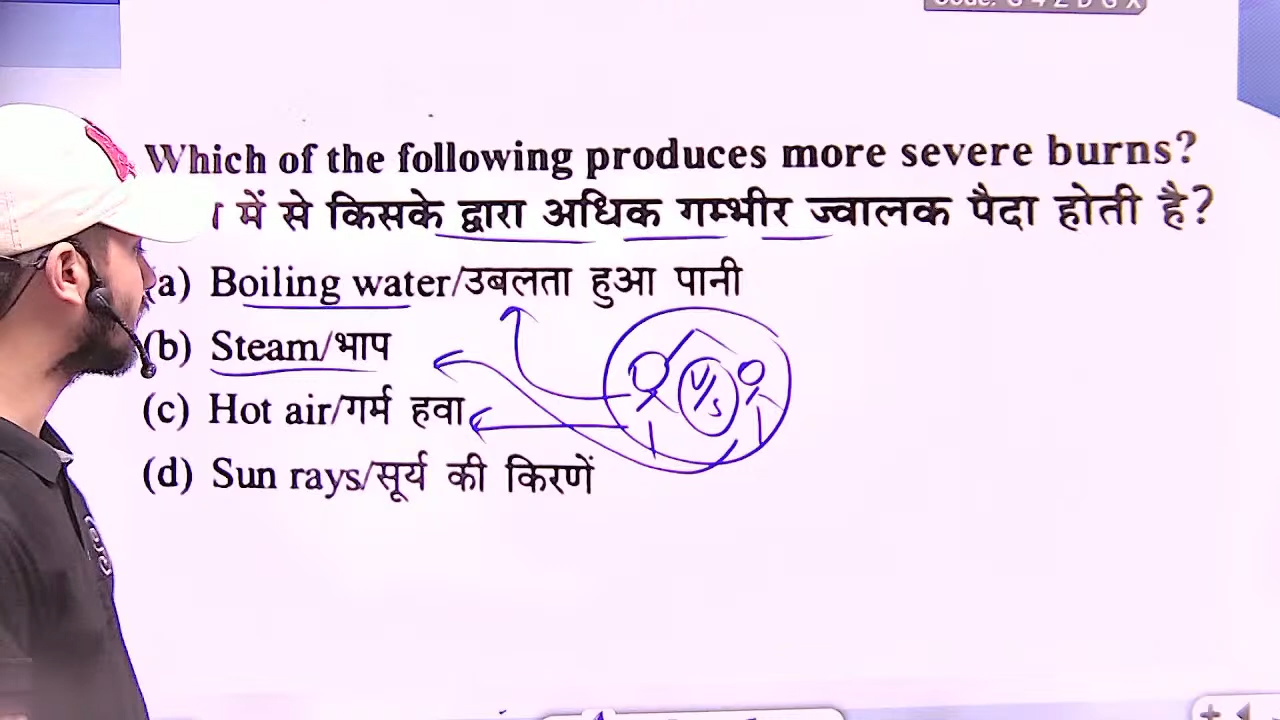 Which of the following produces more severe burns?
में से किसके द्वारा अधिक गम्भीर ज्वालक पैदा होती है?
(a) Boiling water/उबलता हुआ पानी
(b) Steam/भाप
(c) Hot air/गर्म हवा
(d) Sun rays/सूर्य की किरणें